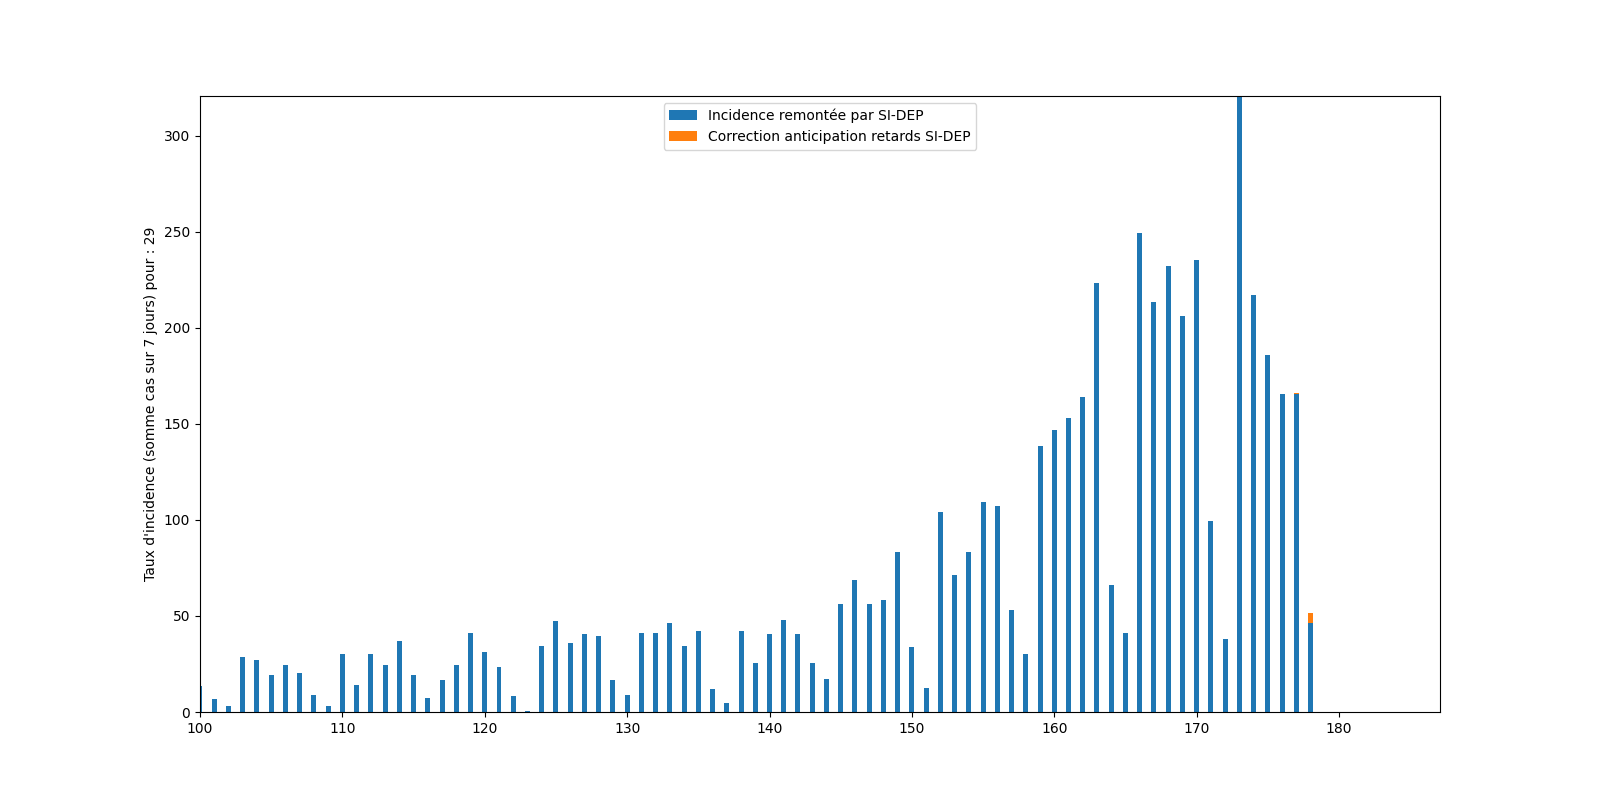 Incidence remontée par SI-DEP
Correction anticipation retards SI-DEP
Taux d'incidence (somme cas sur 7 jours) pour : 29
300
250
200
150
100
50
0
100 110 120 130 140 150 160 170 180